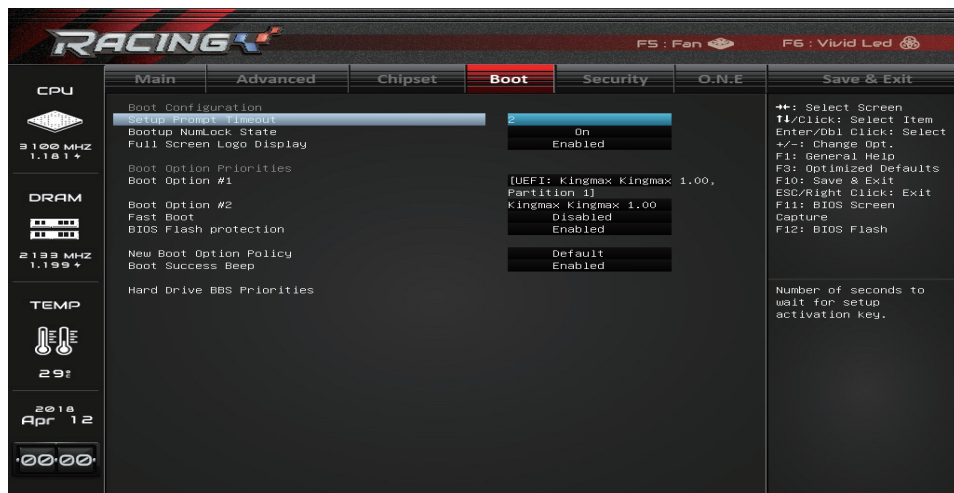 RACING
F5 : Fan
F6 : Vivid Led
Main Advanced Chipset Boot Security O.N.E Save & Exit
CPU
3100 MHZ
1.181
DRAM
2133 MHZ
1.199
TEMP
29
2018
Apr 12
00:00
Boot Configuration
Setup Prompt Timeout 2
Bootup NumLock State On
Full Screen Logo Display Enabled
Boot Option Priorities
Boot Option #1 [UEFI: Kingmax Kingmax 1.00,
Partition 1]
Boot Option #2 Kingmax Kingmax 1.00
Fast Boot Disabled
BIOS Flash protection Enabled
New Boot Option Policy Default
Boot Success Beep Enabled
Hard Drive BBS Priorities
→←: Select Screen
↑↓/Click: Select Item
Enter/Dbl Click: Select
+/-: Change Opt.
F1: General Help
F3: Optimized Defaults
F10: Save & Exit
ESC/Right Click: Exit
F11: BIOS Screen
Capture
F12: BIOS Flash
Number of seconds to
wait for setup
activation key.